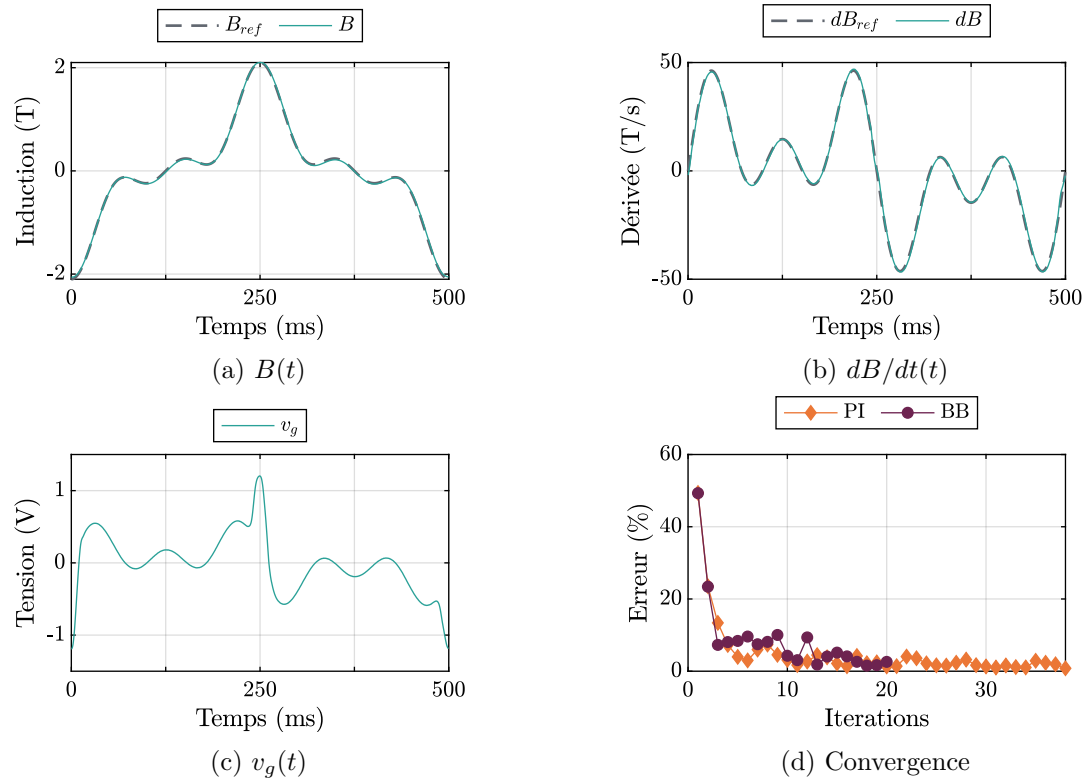 B_ref B
Induction (T)
2
0
-2
0 250 500
Temps (ms)
(a) B(t)
dB_ref dB
Dérivée (T/s)
50
0
-50
0 250 500
Temps (ms)
(b) dB/dt(t)
v_g
Tension (V)
1
0
-1
0 250 500
Temps (ms)
(c) v_g(t)
PI BB
Erreur (%)
60
40
20
0
0 10 20 30
Iterations
(d) Convergence